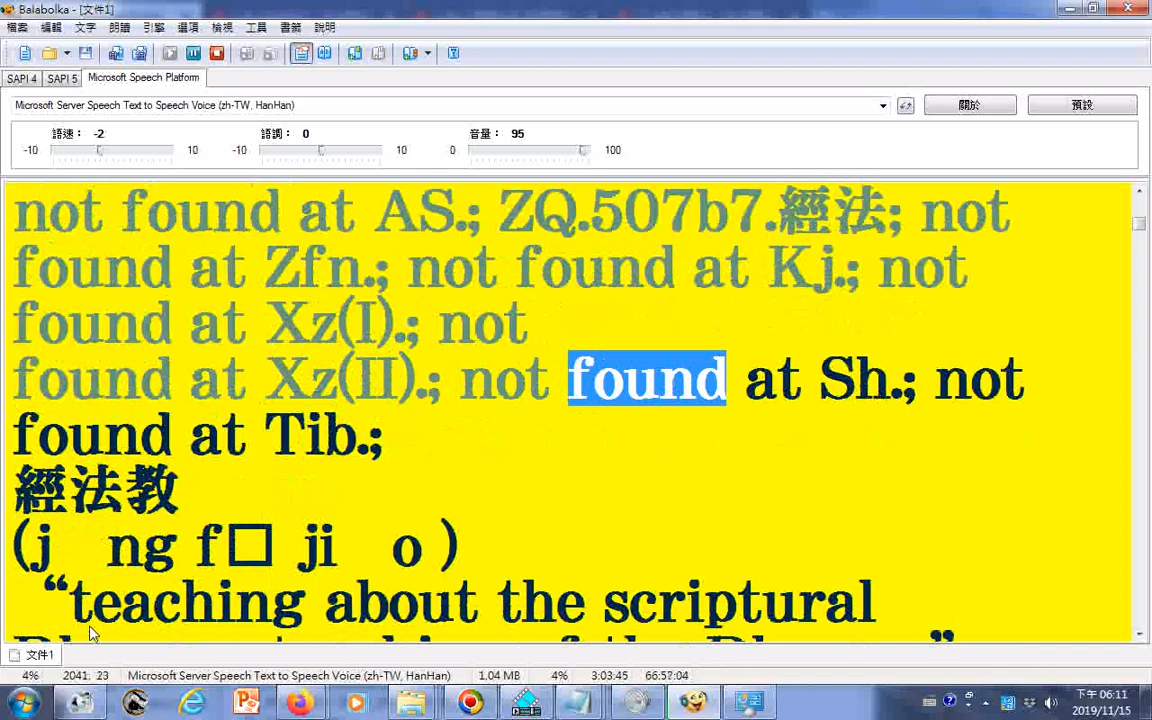 Balabolka - [文件1]
檔案 編輯 文字 朗讀 引擎 選項 檢視 工具 書籤 說明
SAPI 4 SAPI 5 Microsoft Speech Platform
Microsoft Server Speech Text to Speech Voice (zh-TW, HanHan) 關於 預設
語速： -2 語調： 0 音量： 95
-10 10 -10 10 0 100
not found at AS.; ZQ.507b7.經法; not
found at Zfn.; not found at Kj.; not
found at Xz(I).; not
found at Xz(II).; not found at Sh.; not
found at Tib.;
經法教
(j ng f□ ji o )
“teaching about the scriptural
文件1
4% 2041: 23 Microsoft Server Speech Text to Speech Voice (zh-TW, HanHan) 1.04 MB 4% 3:03:45 66:57:04
下午 06:11
2019/11/15